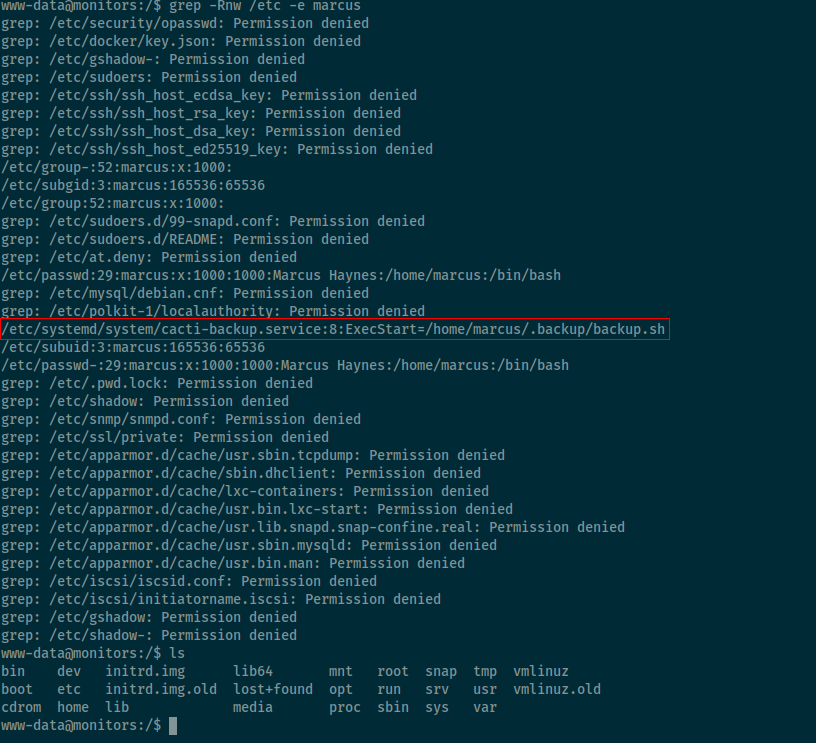 www-data@monitors:/$ grep -Rnw /etc -e marcus
grep: /etc/security/opasswd: Permission denied
grep: /etc/docker/key.json: Permission denied
grep: /etc/gshadow-: Permission denied
grep: /etc/sudoers: Permission denied
grep: /etc/ssh/ssh_host_ecdsa_key: Permission denied
grep: /etc/ssh/ssh_host_rsa_key: Permission denied
grep: /etc/ssh/ssh_host_dsa_key: Permission denied
grep: /etc/ssh/ssh_host_ed25519_key: Permission denied
/etc/group-:52:marcus:x:1000:
/etc/subgid:3:marcus:165536:65536
/etc/group:52:marcus:x:1000:
grep: /etc/sudoers.d/99-snapd.conf: Permission denied
grep: /etc/sudoers.d/README: Permission denied
grep: /etc/at.deny: Permission denied
/etc/passwd:29:marcus:x:1000:1000:Marcus Haynes:/home/marcus:/bin/bash
grep: /etc/mysql/debian.cnf: Permission denied
grep: /etc/polkit-1/localauthority: Permission denied
/etc/systemd/system/cacti-backup.service:8:ExecStart=/home/marcus/.backup/backup.sh
/etc/subuid:3:marcus:165536:65536
/etc/passwd-:29:marcus:x:1000:1000:Marcus Haynes:/home/marcus:/bin/bash
grep: /etc/.pwd.lock: Permission denied
grep: /etc/shadow: Permission denied
grep: /etc/snmp/snmpd.conf: Permission denied
grep: /etc/ssl/private: Permission denied
grep: /etc/apparmor.d/cache/usr.sbin.tcpdump: Permission denied
grep: /etc/apparmor.d/cache/sbin.dhclient: Permission denied
grep: /etc/apparmor.d/cache/lxc-containers: Permission denied
grep: /etc/apparmor.d/cache/usr.bin.lxc-start: Permission denied
grep: /etc/apparmor.d/cache/usr.lib.snapd.snap-confine.real: Permission denied
grep: /etc/apparmor.d/cache/usr.sbin.mysqld: Permission denied
grep: /etc/apparmor.d/cache/usr.bin.man: Permission denied
grep: /etc/iscsi/iscsid.conf: Permission denied
grep: /etc/iscsi/initiatorname.iscsi: Permission denied
grep: /etc/gshadow: Permission denied
grep: /etc/shadow-: Permission denied
www-data@monitors:/$ ls
bin    dev   initrd.img      lib64       mnt   root  snap  tmp  vmlinuz
boot   etc   initrd.img.old  lost+found  opt   run   srv   usr  vmlinuz.old
cdrom  home  lib             media       proc  sbin  sys   var
www-data@monitors:/$